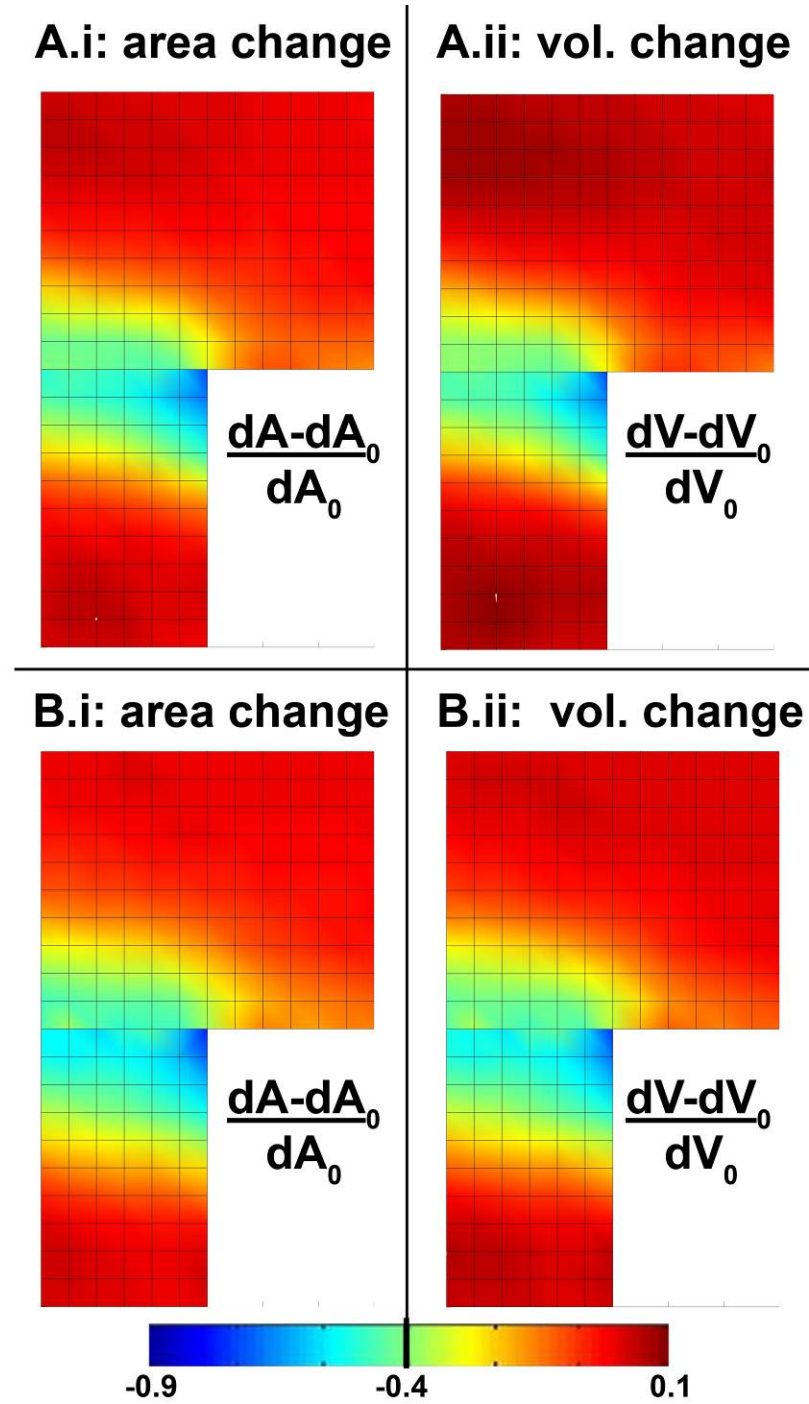 A.i: area change
A.ii: vol. change
dA-dA₀
dA₀
dV-dV₀
dV₀
B.i: area change
B.ii: vol. change
dA-dA₀
dA₀
dV-dV₀
dV₀
-0.9 -0.4 0.1